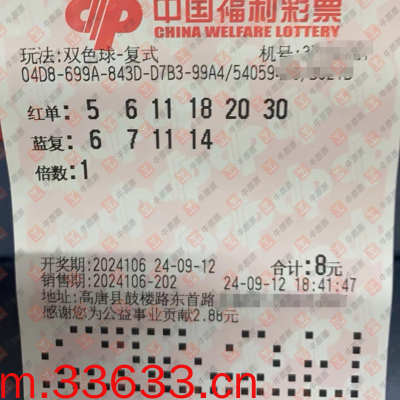 中国福利彩票
CHINA WELFARE LOTTERY
玩法:双色球-复式 机号:3
04D8-699A-843D-D7B3-99A4/54059
红单: 5 6 11 18 20 30
蓝复: 6 7 11 14
倍数:1
开奖期:2024106 24-09-12 合计:8元
销售期:2024106-202 24-09-12 18:41:47
地址:高唐县鼓楼路东首路
感谢您为公益事业贡献2.88元
m.33633.cn